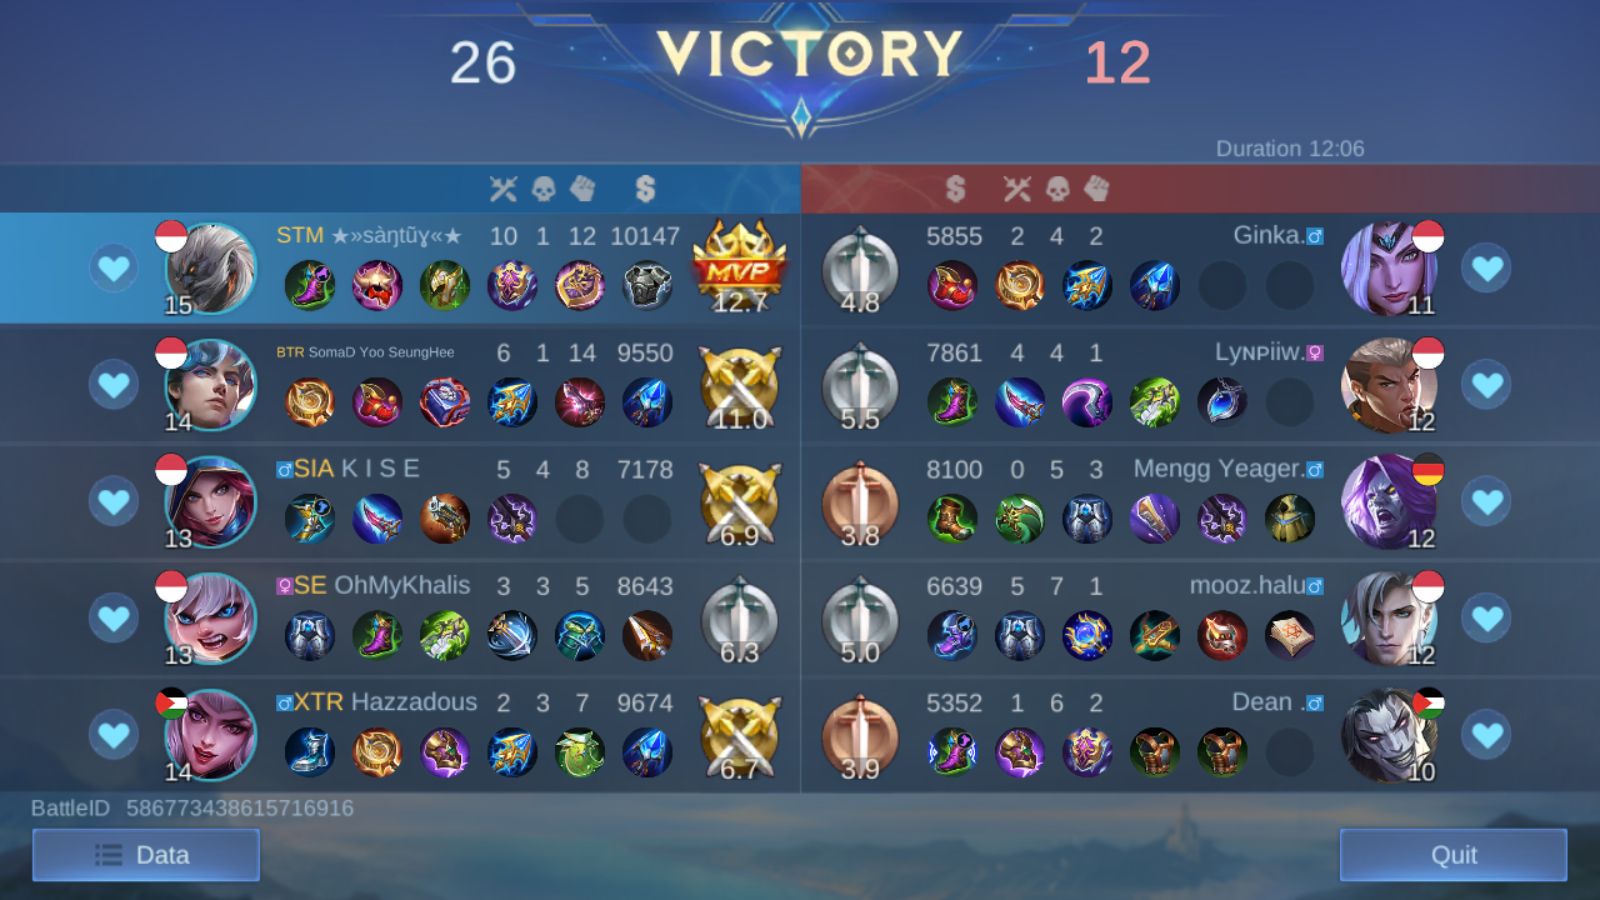 26 VICTORY 12
Duration 12:06
STM ★»sàņtũɣ«★ 10 1 12 10147 MVP 12.7 15
4.8 5855 2 4 2 Ginka. 11
BTR SomaD Yoo SeungHee 6 1 14 9550 11.0 14
5.5 7861 4 4 1 Lyɴᴘiiw. 12
SIA K I S E 5 4 8 7178 6.9 13
3.8 8100 0 5 3 Mengg Yeager. 12
SE OhMyKhalis 3 3 5 8643 6.3 13
5.0 6639 5 7 1 mooz.halu 12
XTR Hazzadous 2 3 7 9674 6.7 14
3.9 5352 1 6 2 Dean . 10
BattleID 586773438615716916
Data
Quit